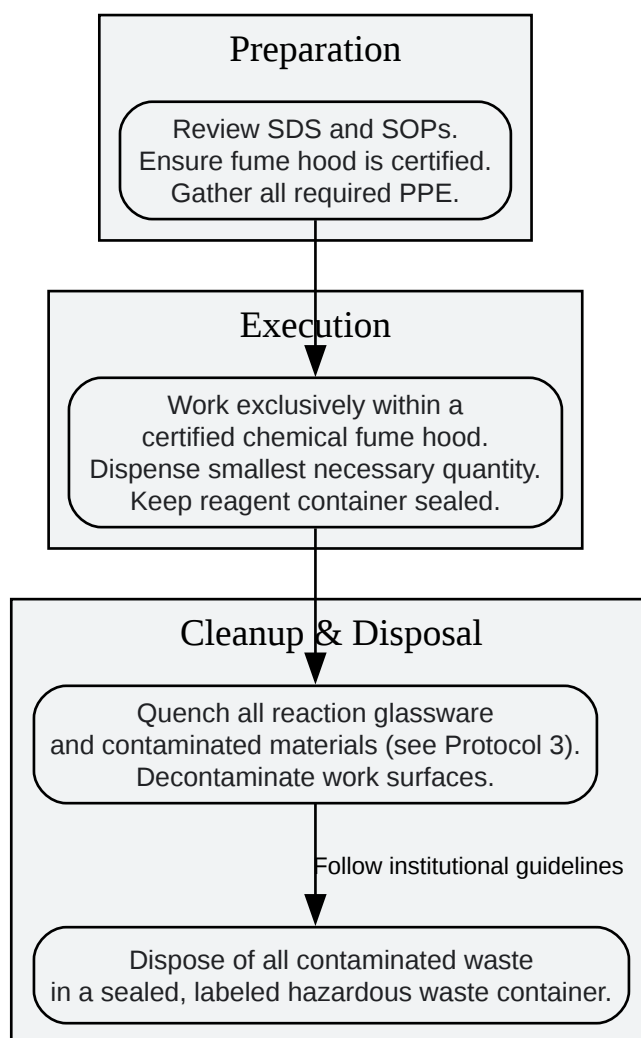 Preparation
Review SDS and SOPs.
Ensure fume hood is certified.
Gather all required PPE.
Execution
Work exclusively within a
certified chemical fume hood.
Dispense smallest necessary quantity.
Keep reagent container sealed.
Cleanup & Disposal
Quench all reaction glassware
and contaminated materials (see Protocol 3).
Decontaminate work surfaces.
Follow institutional guidelines
Dispose of all contaminated waste
in a sealed, labeled hazardous waste container.